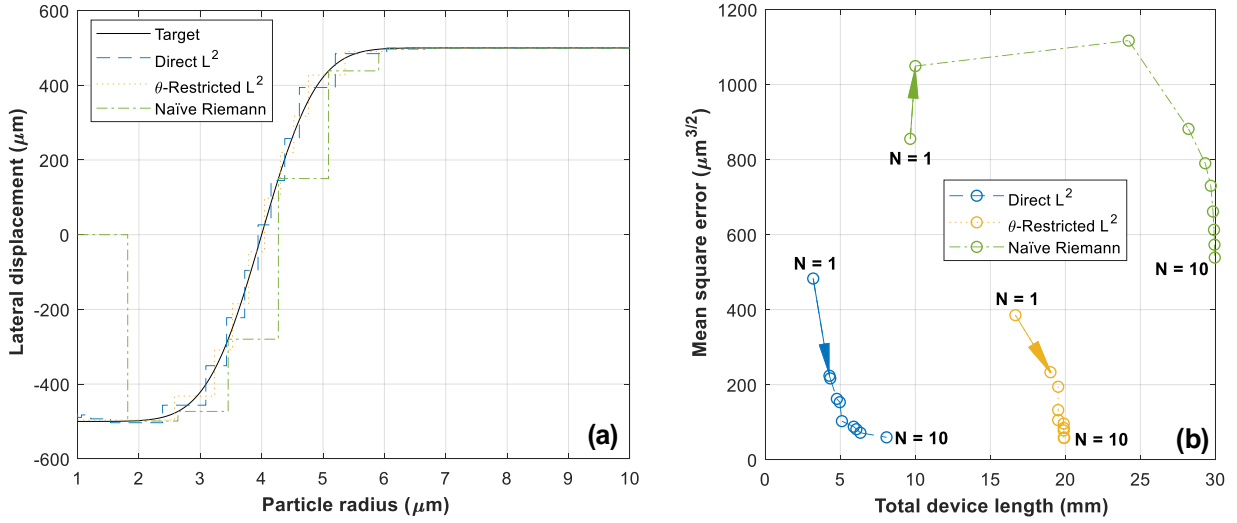 600
400
200
0
-200
-400
-600
1 2 3 4 5 6 7 8 9 10
Lateral displacement (μm)
Particle radius (μm)
Target
Direct L²
θ-Restricted L²
Naïve Riemann
(a)
1200
1000
800
600
400
200
0
0 5 10 15 20 25 30
Mean square error (μm³/²)
Total device length (mm)
N = 1
Direct L²
θ-Restricted L²
Naïve Riemann
N = 1
N = 10
N = 1
N = 10
N = 10
(b)